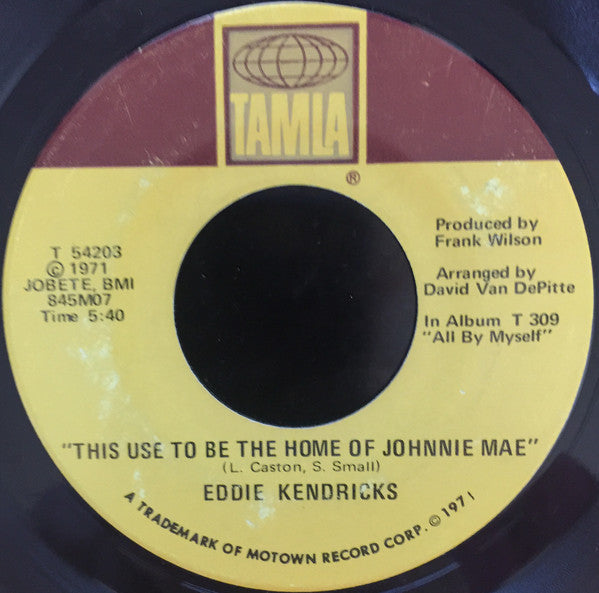 TAMLA
®
T 54203
© 1971
JOBETE, BMI
845M07
Time 5:40
Produced by
Frank Wilson
Arranged by
David Van DePitte
In Album T 309
"All By Myself"
"THIS USE TO BE THE HOME OF JOHNNIE MAE"
(L. Caston, S. Small)
EDDIE KENDRICKS
A TRADEMARK OF MOTOWN RECORD CORP. © 1971